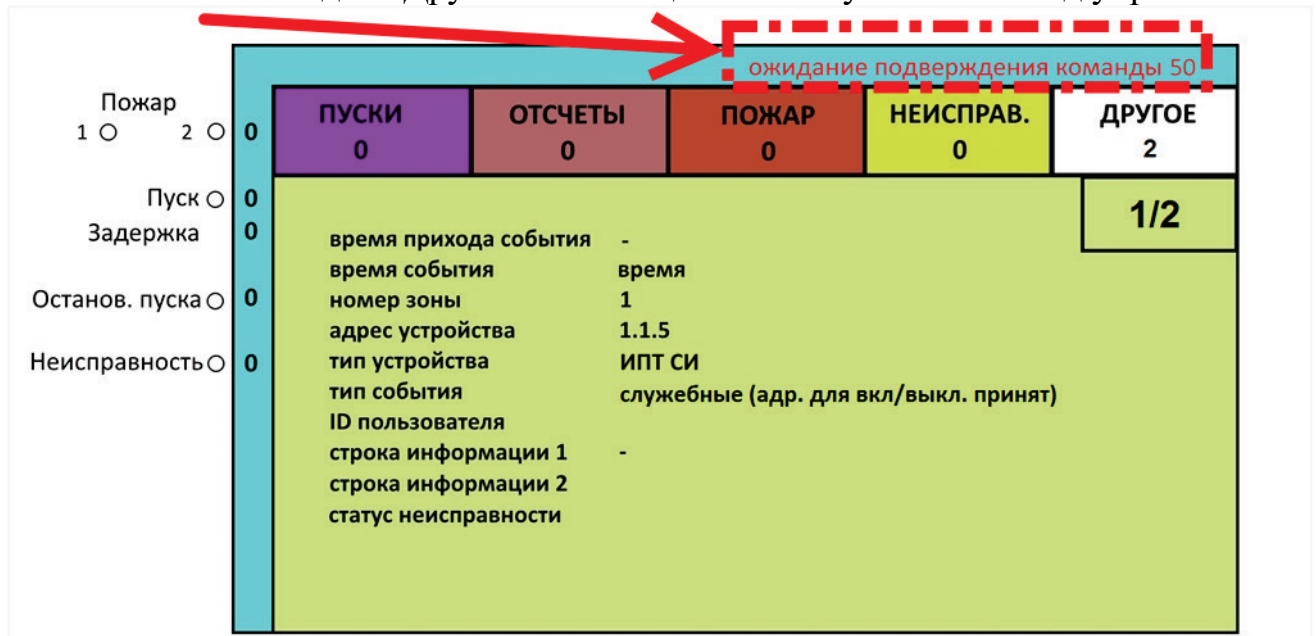 ожидание подверждения команды 50
Пожар
1 2 0
ПУСКИ ОТСЧЕТЫ ПОЖАР НЕИСПРАВ. ДРУГОЕ
0 0 0 0 2
Пуск 0
1/2
Задержка 0
время прихода события -
время события время
Останов. пуска 0
номер зоны 1
адрес устройства 1.1.5
Неисправность 0
тип устройства ИПТ СИ
тип события служебные (адр. для вкл/выкл. принят)
ID пользователя
строка информации 1 -
строка информации 2
статус неисправности